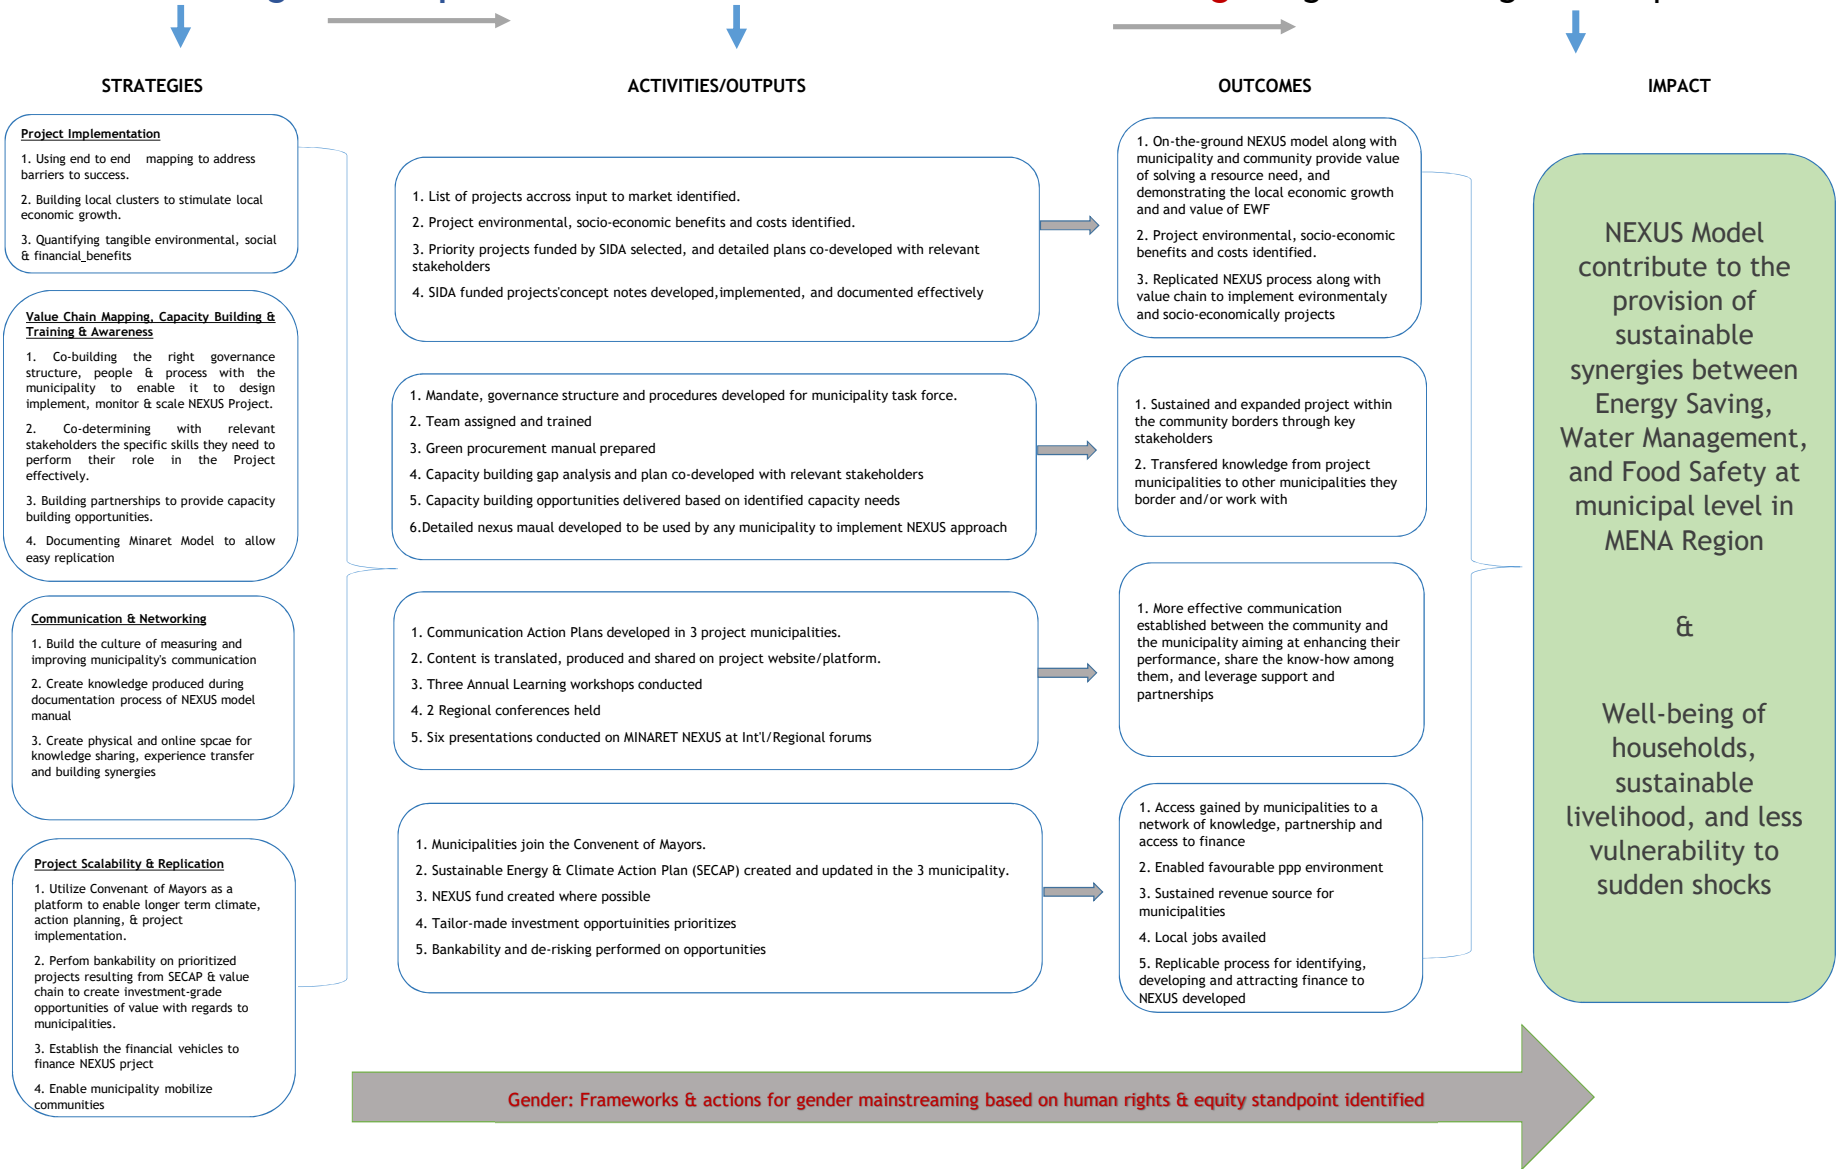 STRATEGIES
ACTIVITIES/OUTPUTS
OUTCOMES
IMPACT
Project Implementation
1. Using end to end mapping to address
barriers to success.
2. Building local clusters to stimulate local
economic growth.
3. Quantifying tangible environmental, social
& financial benefits
Value Chain Mapping, Capacity Building &
Training & Awareness
1. Co-building the right governance
structure, people & process with the
municipality to enable it to design
implement, monitor & scale NEXUS Project.
2. Co-determining with relevant
stakeholders the specific skills they need to
perform their role in the Project
effectively.
3. Building partnerships to provide capacity
building opportunities.
4. Documenting Minaret Model to allow
easy replication
Communication & Networking
1. Build the culture of measuring and
improving municipality's communication
2. Create knowledge produced during
documentation process of NEXUS model
manual
3. Create physical and online spcae for
knowledge sharing, experience transfer
and building synergies
Project Scalability & Replication
1. Utilize Convenant of Mayors as a
platform to enable longer term climate,
action planning, & project
implementation.
2. Perfom bankability on prioritized
projects resulting from SECAP & value
chain to create investment-grade
opportunities of value with regards to
municipalities.
3. Establish the financial vehicles to
finance NEXUS prject
4. Enable municipality mobilize
communities
1. List of projects accross input to market identified.
2. Project environmental, socio-economic benefits and costs identified.
3. Priority projects funded by SIDA selected, and detailed plans co-developed with relevant
stakeholders
4. SIDA funded projects'concept notes developed,implemented, and documented effectively
1. Mandate, governance structure and procedures developed for municipality task force.
2. Team assigned and trained
3. Green procurement manual prepared
4. Capacity building gap analysis and plan co-developed with relevant stakeholders
5. Capacity building opportunities delivered based on identified capacity needs
6.Detailed nexus maual developed to be used by any municipality to implement NEXUS approach
1. Communication Action Plans developed in 3 project municipalities.
2. Content is translated, produced and shared on project website/platform.
3. Three Annual Learning workshops conducted
4. 2 Regional conferences held
5. Six presentations conducted on MINARET NEXUS at Int'l/Regional forums
1. Municipalities join the Convenent of Mayors.
2. Sustainable Energy & Climate Action Plan (SECAP) created and updated in the 3 municipality.
3. NEXUS fund created where possible
4. Tailor-made investment opportuinities prioritizes
5. Bankability and de-risking performed on opportunities
1. On-the-ground NEXUS model along with
municipality and community provide value
of solving a resource need, and
demonstrating the local economic growth
and and value of EWF
2. Project environmental, socio-economic
benefits and costs identified.
3. Replicated NEXUS process along with
value chain to implement evironmentaly
and socio-economically projects
1. Sustained and expanded project within
the community borders through key
stakeholders
2. Transfered knowledge from project
municipalities to other municipalities they
border and/or work with
1. More effective communication
established between the community and
the municipality aiming at enhancing their
performance, share the know-how among
them, and leverage support and
partnerships
1. Access gained by municipalities to a
network of knowledge, partnership and
access to finance
2. Enabled favourable ppp environment
3. Sustained revenue source for
municipalities
4. Local jobs availed
5. Replicable process for identifying,
developing and attracting finance to
NEXUS developed
NEXUS Model
contribute to the
provision of
sustainable
synergies between
Energy Saving,
Water Management,
and Food Safety at
municipal level in
MENA Region
&
Well-being of
households,
sustainable
livelihood, and less
vulnerability to
sudden shocks
Gender: Frameworks & actions for gender mainstreaming based on human rights & equity standpoint identified